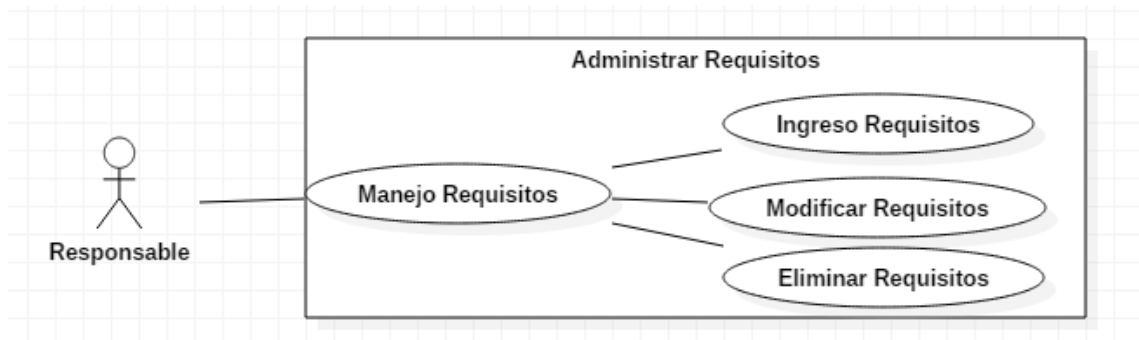 Administrar Requisitos
Ingreso Requisitos
Manejo Requisitos
Modificar Requisitos
Responsable
Eliminar Requisitos